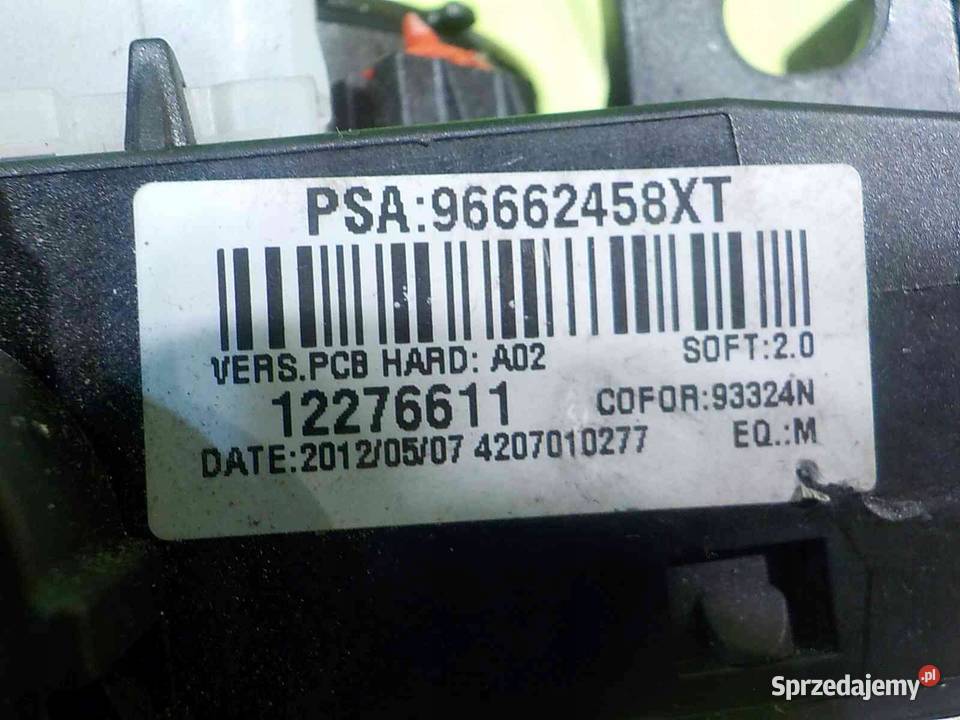 PSA:96662458XT
VERS.PCB HARD: A02 SOFT:2.0
12276611 COFOR:93324N
DATE:2012/05/07 4207010277 EQ.:M
Sprzedajemy.pl